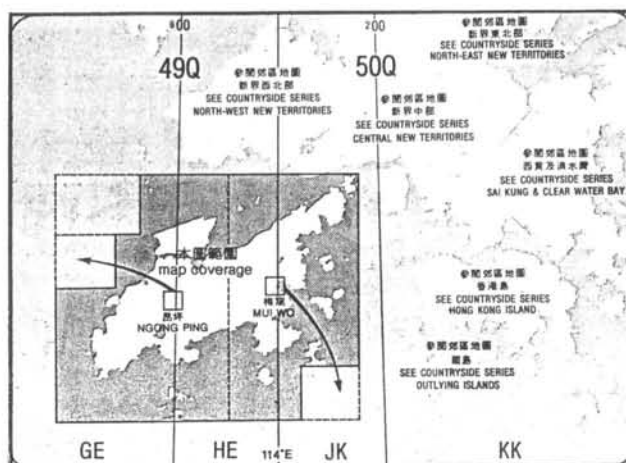 800
200
49Q
50Q
參閱郊區地圖
新界東北部
SEE COUNTRYSIDE SERIES
NORTH-EAST NEW TERRITORIES
參閱郊區地圖
新界西北部
SEE COUNTRYSIDE SERIES
NORTH-WEST NEW TERRITORIES
參閱郊區地圖
新界中部
SEE COUNTRYSIDE SERIES
CENTRAL NEW TERRITORIES
參閱郊區地圖
西貢及清水灣
SEE COUNTRYSIDE SERIES
SAI KUNG & CLEAR WATER BAY
本圖範圍
map coverage
昂坪
NGONG PING
梅窩
MUI WO
參閱郊區地圖
香港島
SEE COUNTRYSIDE SERIES
HONG KONG ISLAND
參閱郊區地圖
離島
SEE COUNTRYSIDE SERIES
OUTLYING ISLANDS
GE
HE
114°E
JK
KK